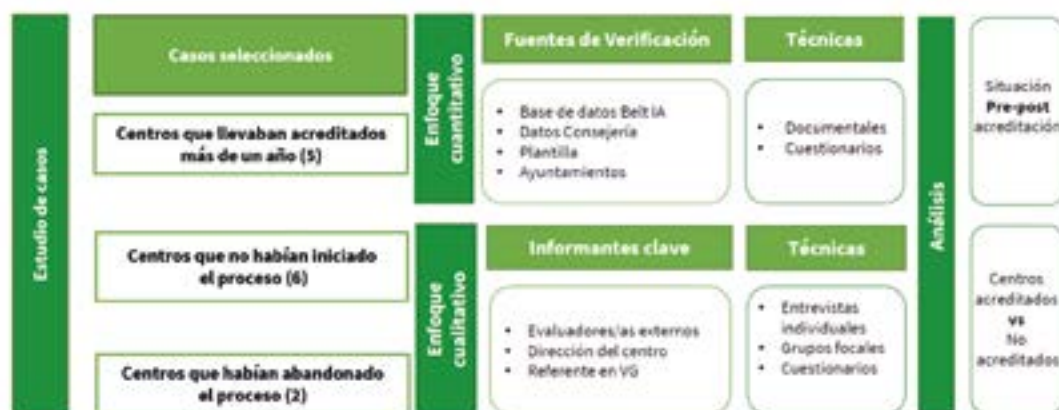 Estudio de casos
Casos seleccionados
Centros que llevaban acreditados
más de un año (5)
Centros que no habían iniciado
el proceso (6)
Centros que habían abandonado
el proceso (2)
Enfoque
cuantitativo
Fuentes de Verificación
• Base de datos Beit IA
• Datos Consejería
• Plantilla
• Ayuntamientos
Técnicas
• Documentales
• Cuestionarios
Enfoque
cualitativo
Informantes clave
• Evaluadores/as externos
• Dirección del centro
• Referente en VG
Técnicas
• Entrevistas
individuales
• Grupos focales
• Cuestionarios
Análisis
Situación
Pre-post
acreditación
Centros
acreditados
vs
No
acreditados